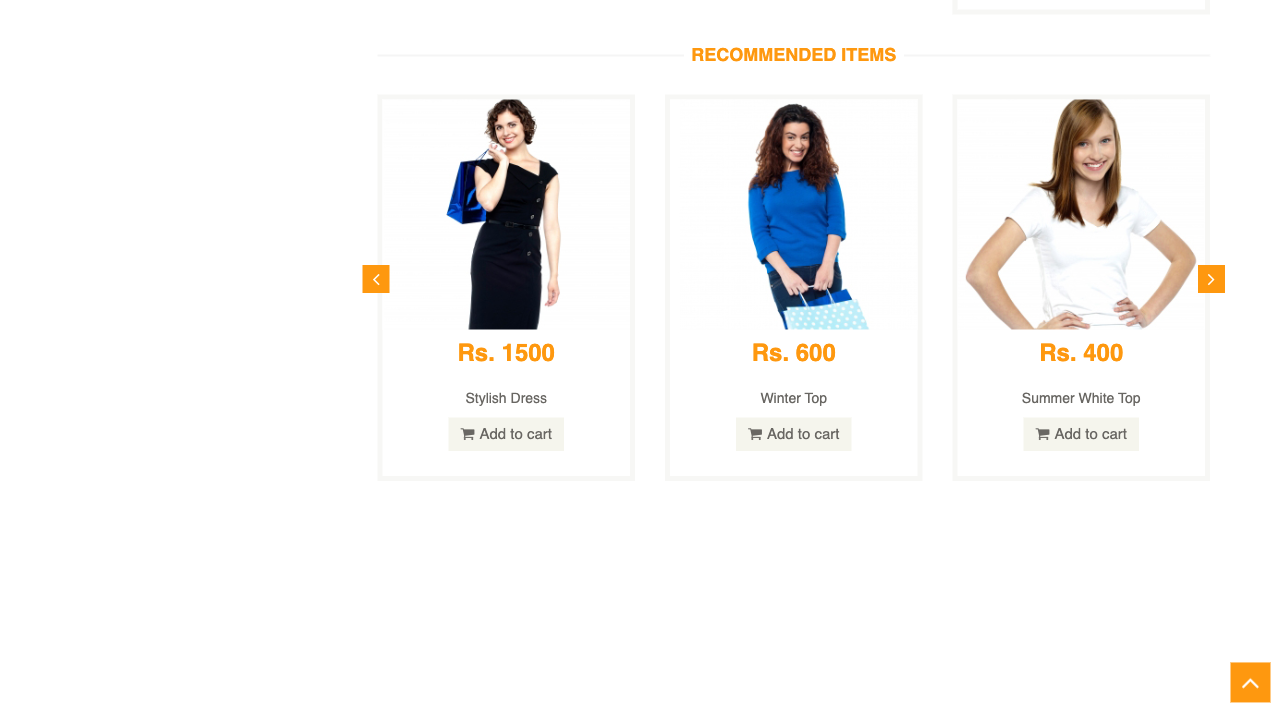 RECOMMENDED ITEMS
Rs. 1500
Stylish Dress
Add to cart
Rs. 600
Winter Top
Add to cart
Rs. 400
Summer White Top
Add to cart